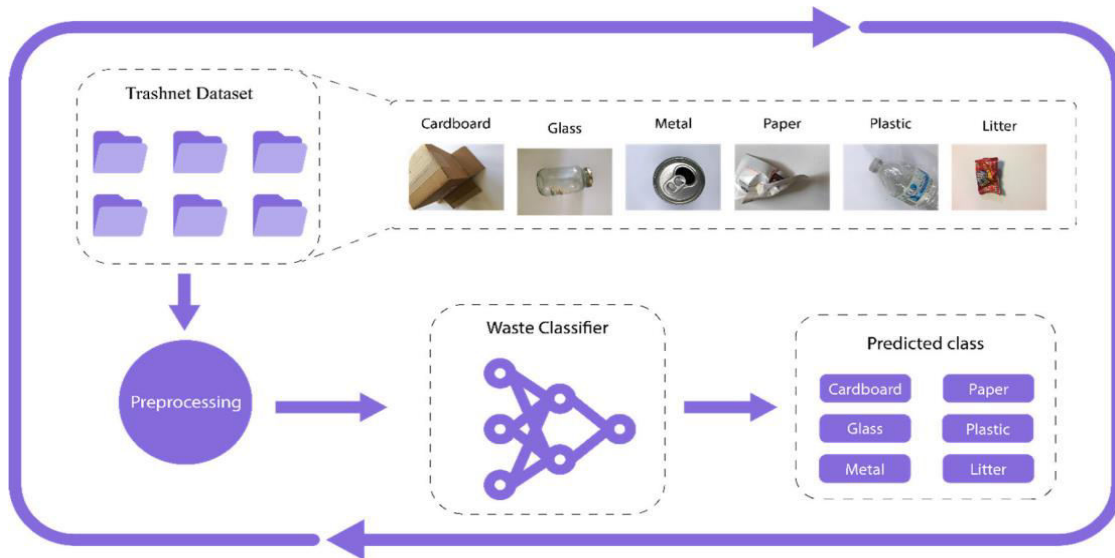 Trashnet Dataset
Cardboard
Glass
Metal
Paper
Plastic
Litter
Preprocessing
Waste Classifier
Predicted class
Cardboard
Paper
Glass
Plastic
Metal
Litter